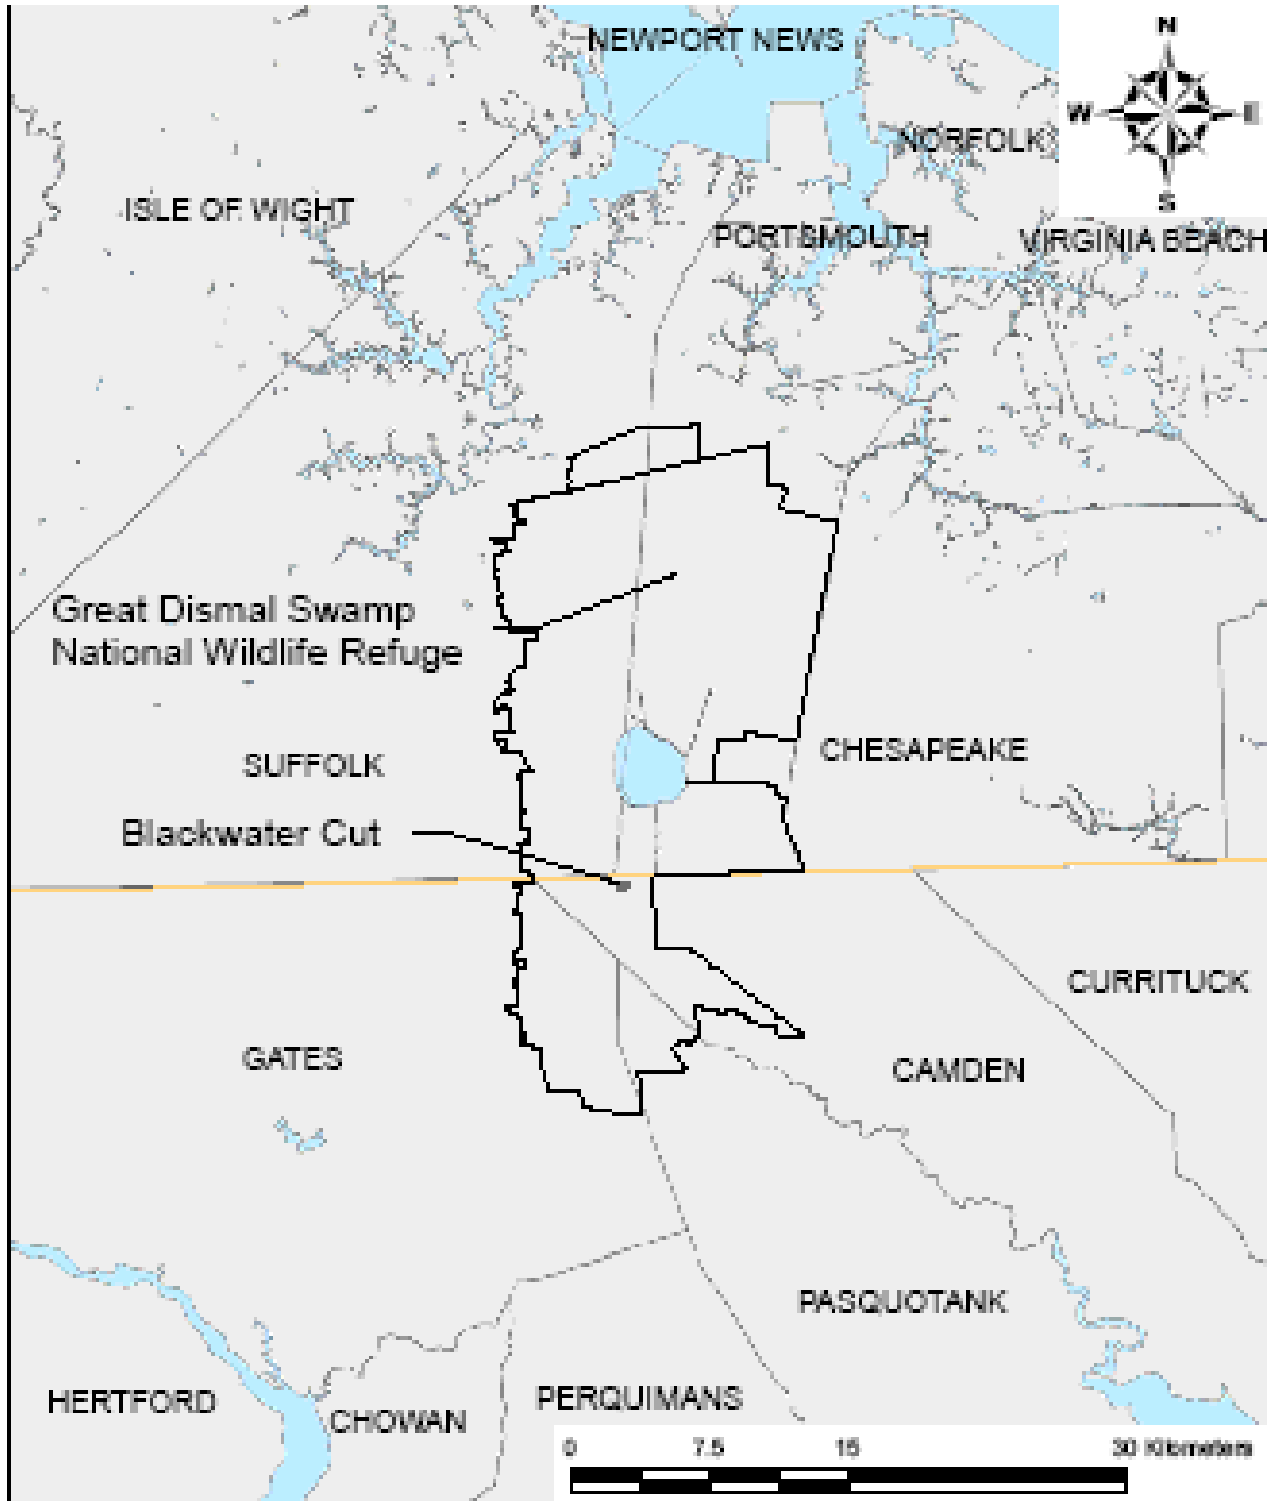 NEWPORT NEWS
N
W
E
S
NORFOLK
ISLE OF WIGHT
PORTSMOUTH
VIRGINIA BEACH
Great Dismal Swamp
National Wildlife Refuge
SUFFOLK
CHESAPEAKE
Blackwater Cut
CURRITUCK
GATES
CAMDEN
PASQUOTANK
HERTFORD
CHOWAN
PERQUIMANS
0 7.5 15 30 Kilometers